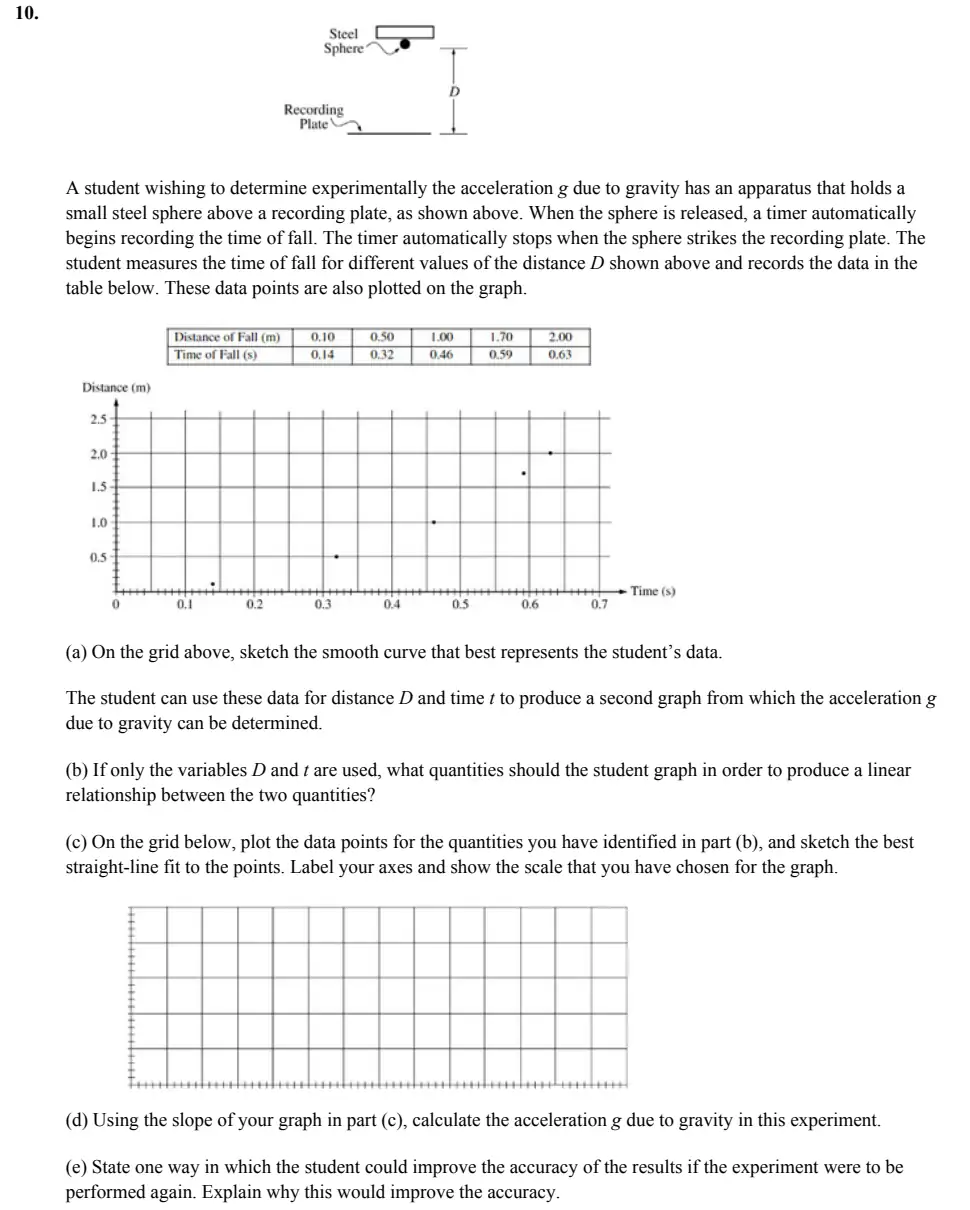 10.
Steel
Sphere
D
Recording
Plate
A student wishing to determine experimentally the acceleration g due to gravity has an apparatus that holds a
small steel sphere above a recording plate, as shown above. When the sphere is released, a timer automatically
begins recording the time of fall. The timer automatically stops when the sphere strikes the recording plate. The
student measures the time of fall for different values of the distance D shown above and records the data in the
table below. These data points are also plotted on the graph.
Distance of Fall (m) 0.10 0.50 1.00 1.70 2.00
Time of Fall (s) 0.14 0.32 0.46 0.59 0.63
Distance (m)
2.5
2.0
1.5
1.0
0.5
Time (s)
0 0.1 0.2 0.3 0.4 0.5 0.6 0.7
(a) On the grid above, sketch the smooth curve that best represents the student’s data.
The student can use these data for distance D and time t to produce a second graph from which the acceleration g
due to gravity can be determined.
(b) If only the variables D and t are used, what quantities should the student graph in order to produce a linear
relationship between the two quantities?
(c) On the grid below, plot the data points for the quantities you have identified in part (b), and sketch the best
straight-line fit to the points. Label your axes and show the scale that you have chosen for the graph.
(d) Using the slope of your graph in part (c), calculate the acceleration g due to gravity in this experiment.
(e) State one way in which the student could improve the accuracy of the results if the experiment were to be
performed again. Explain why this would improve the accuracy.